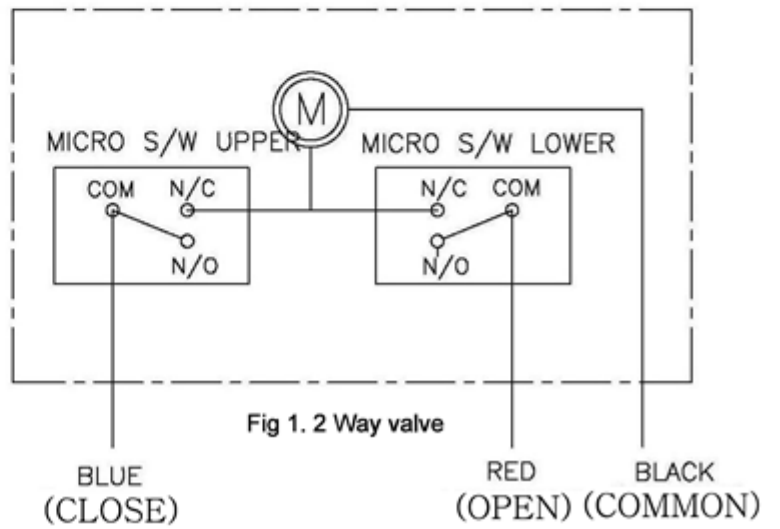 M
MICRO S/W UPPER
MICRO S/W LOWER
COM N/C
N/O
N/C COM
N/O
Fig 1. 2 Way valve
BLUE
(CLOSE)
RED
(OPEN)
BLACK
(COMMON)